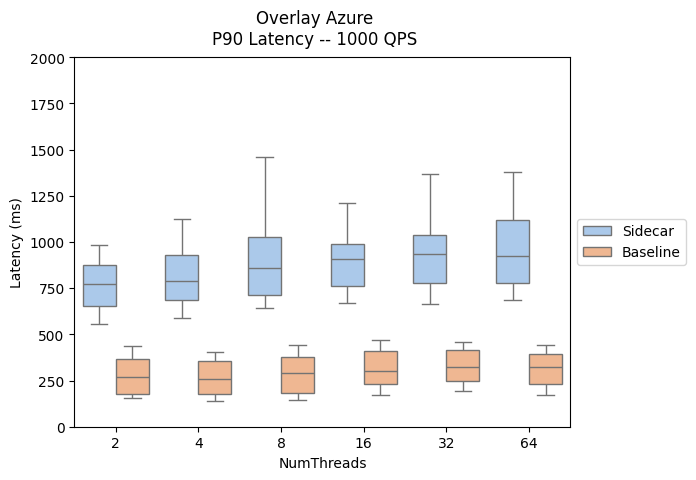 Overlay Azure
P90 Latency -- 1000 QPS
2000
1750
1500
1250
1000
750
500
250
0
Latency (ms)
2 4 8 16 32 64
NumThreads
Sidecar
Baseline